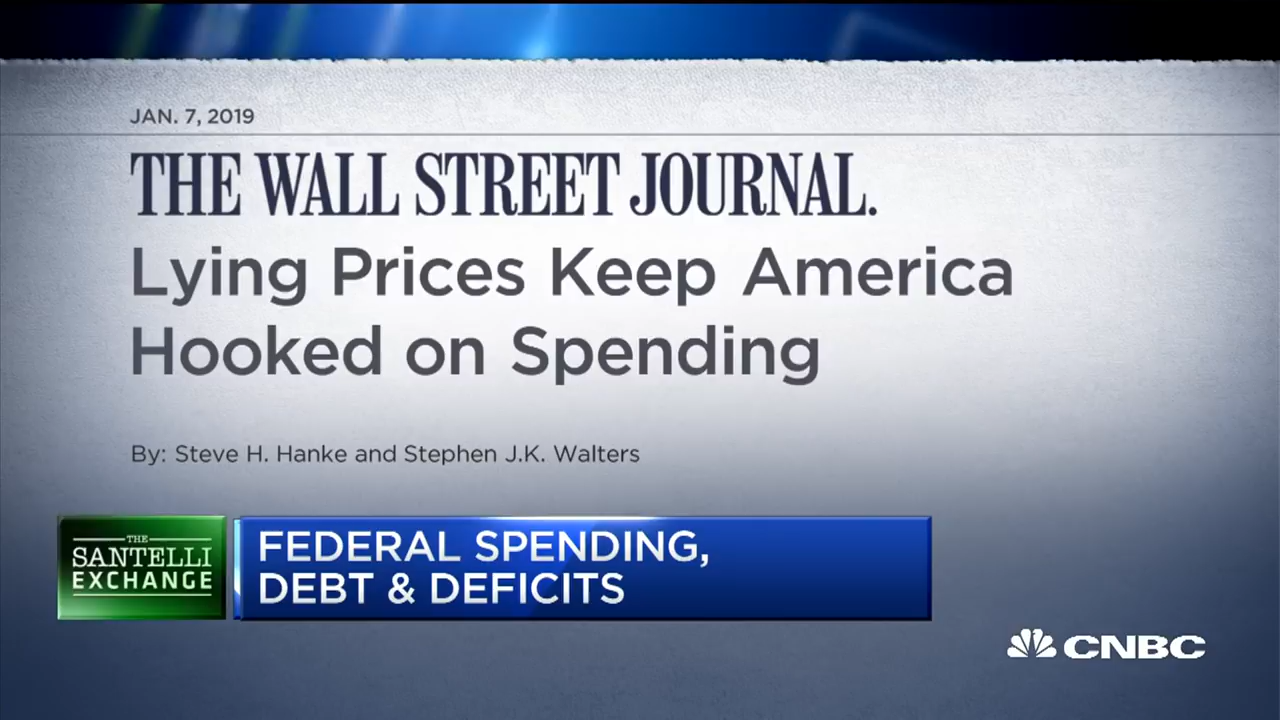 JAN. 7, 2019
THE WALL STREET JOURNAL.
Lying Prices Keep America
Hooked on Spending
By: Steve H. Hanke and Stephen J.K. Walters
THE
SANTELLI
EXCHANGE
FEDERAL SPENDING,
DEBT & DEFICITS
CNBC